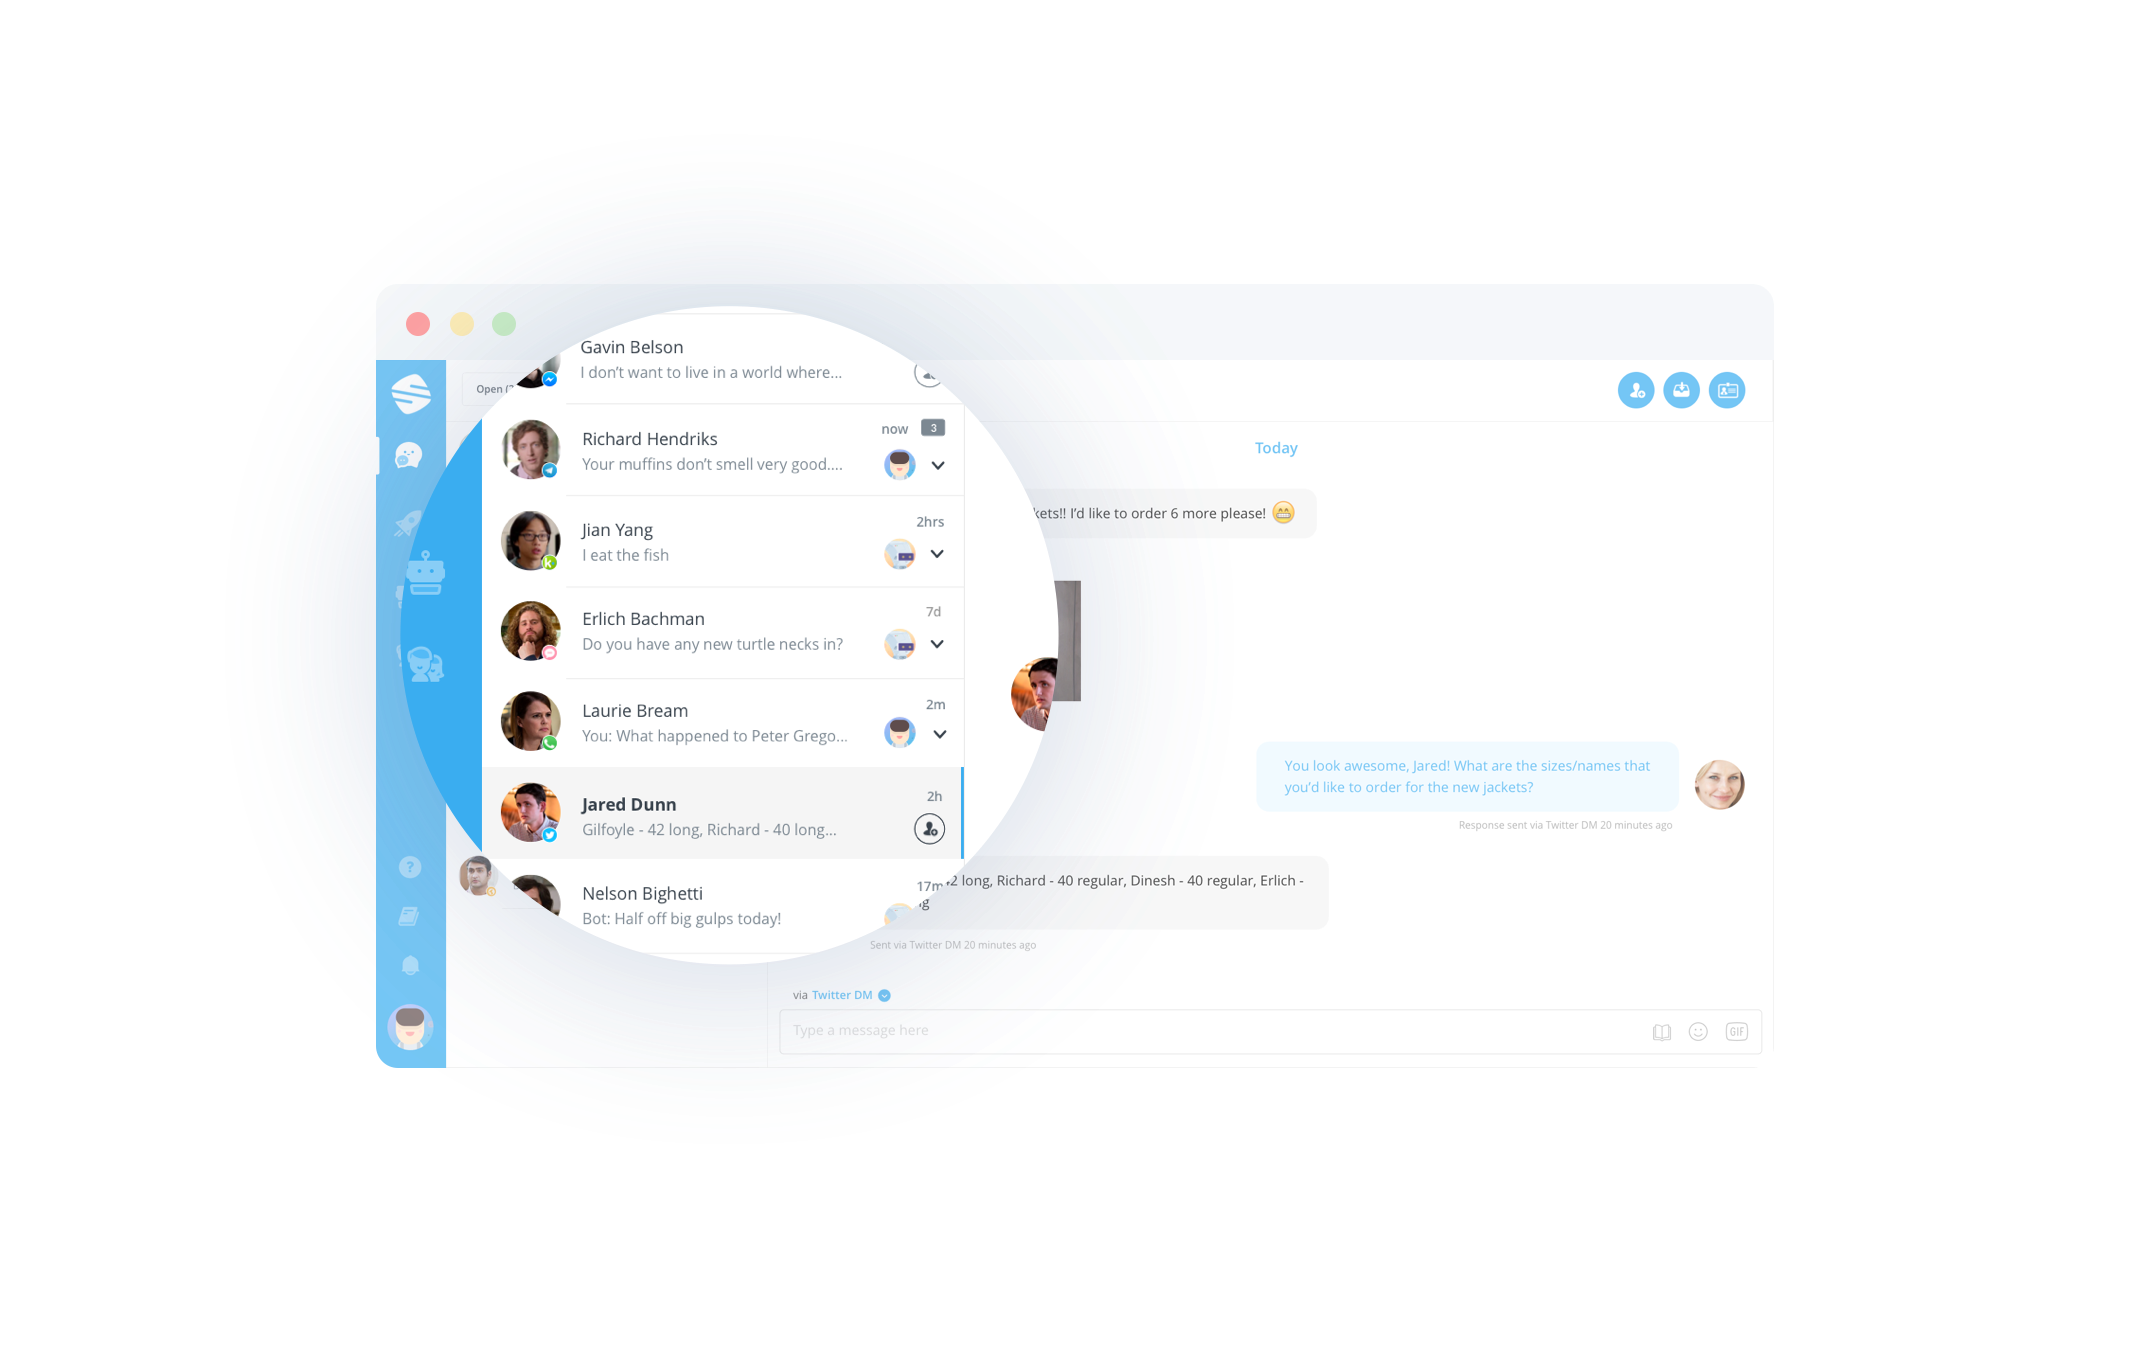 Gavin Belson
I don’t want to live in a world where...
Open
Richard Hendriks
now 3
Your muffins don’t smell very good....
Jian Yang
2hrs
I eat the fish
Erlich Bachman
7d
Do you have any new turtle necks in?
Laurie Bream
2m
You: What happened to Peter Grego...
Jared Dunn
2h
Gilfoyle - 42 long, Richard - 40 long...
Nelson Bighetti
17m
Bot: Half off big gulps today!
Today
kets!! I’d like to order 6 more please! 😁
You look awesome, Jared! What are the sizes/names that
you’d like to order for the new jackets?
Response sent via Twitter DM 20 minutes ago
2 long, Richard - 40 regular, Dinesh - 40 regular, Erlich -
Sent via Twitter DM 20 minutes ago
via Twitter DM
Type a message here
GIF